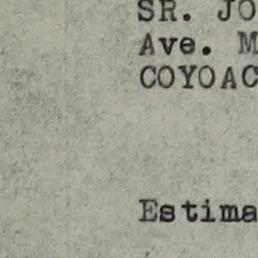 SR. JO
Ave. M
COYOAC
Estima